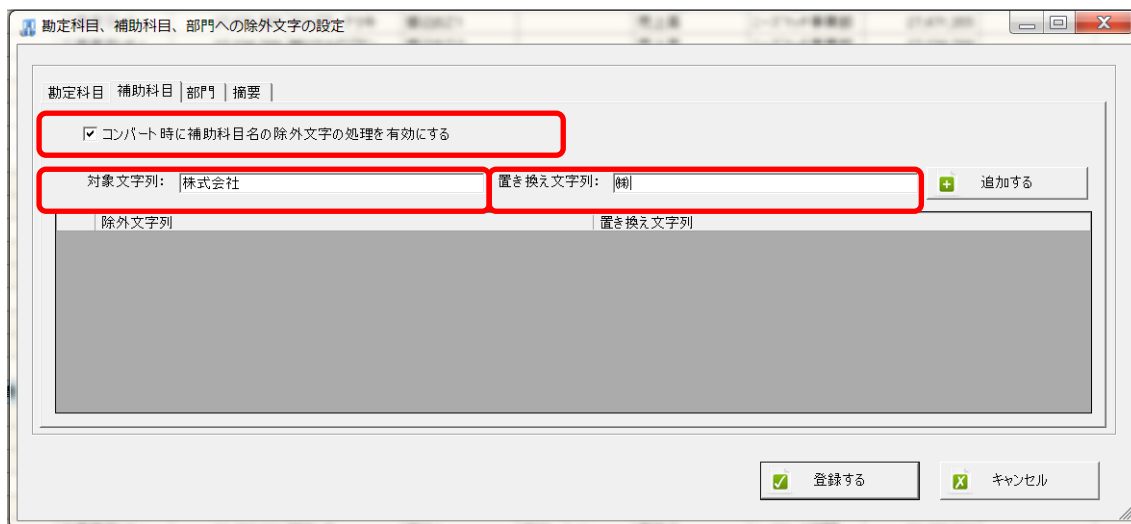 勘定科目、補助科目、部門への除外文字の設定
勘定科目 補助科目 部門 摘要
コンバート時に補助科目名の除外文字の処理を有効にする
対象文字列: 株式会社 置き換え文字列: ㈱ 追加する
除外文字列 置き換え文字列
登録する キャンセル